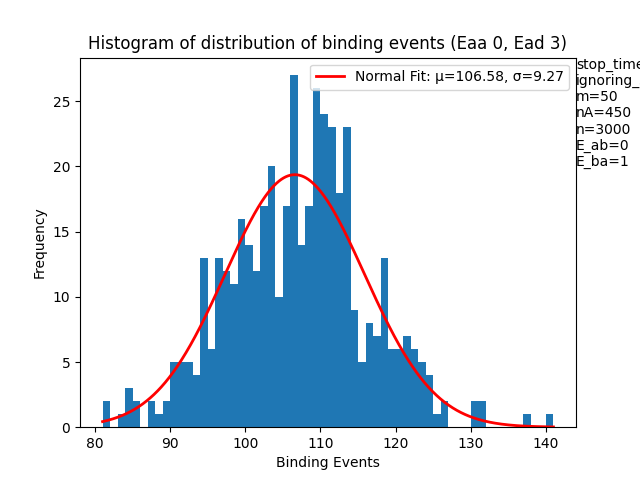 Histogram of distribution of binding events (Eaa 0, Ead 3)
Normal Fit: μ=106.58, σ=9.27
stop_time
ignoring_
m=50
nA=450
n=3000
E_ab=0
E_ba=1
Frequency
25
20
15
10
5
0
80 90 100 110 120 130 140
Binding Events